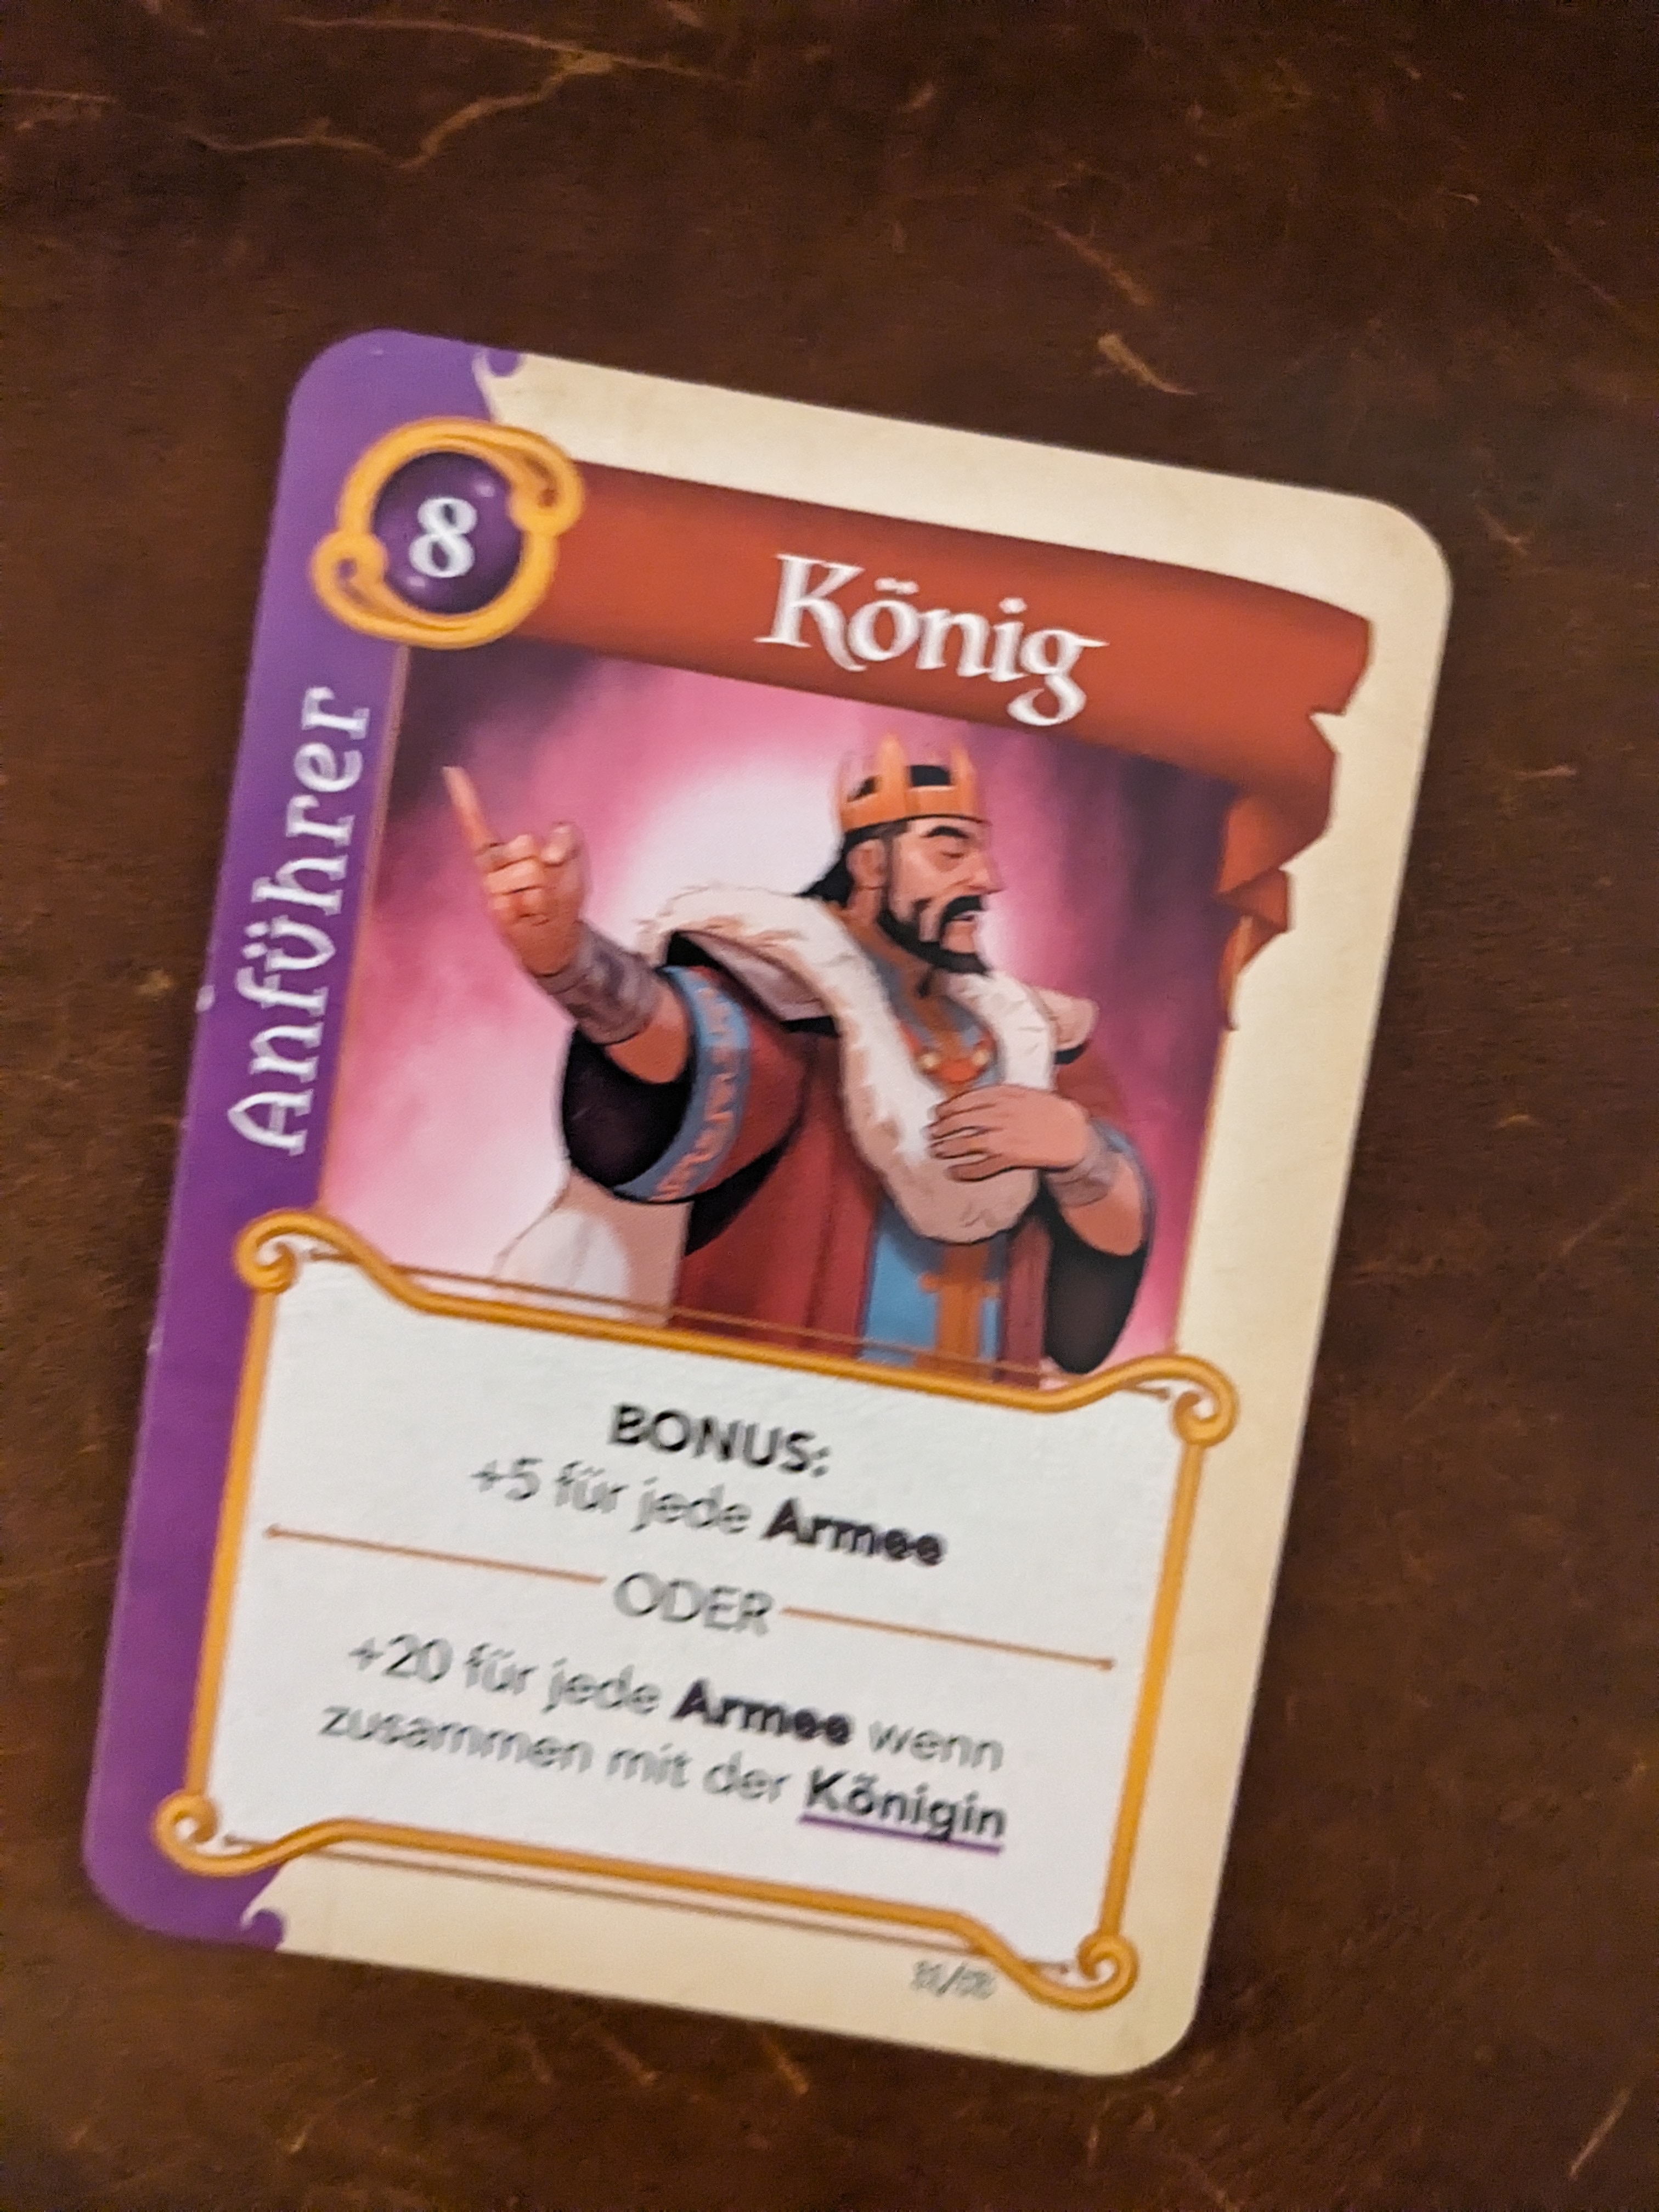 8
König
Anführer
BONUS:
+5 für jede Armee
ODER
+20 für jede Armee wenn
zusammen mit der Königin